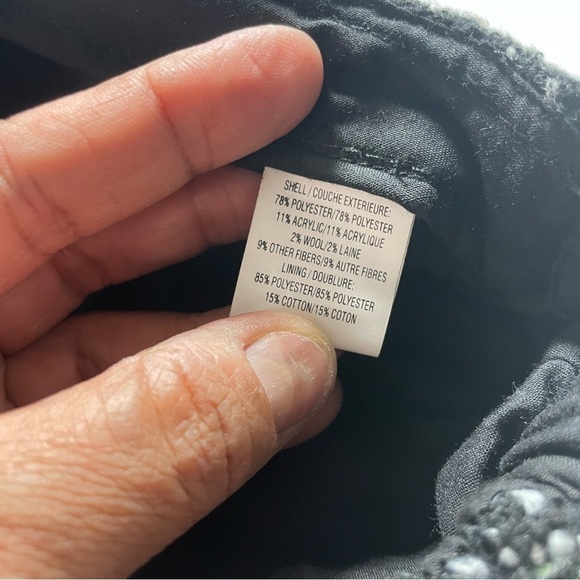 SHELL / COUCHE EXTERIEURE:
78% POLYESTER/78% POLYESTER
11% ACRYLIC/11% ACRYLIQUE
2% WOOL/2% LAINE
9% OTHER FIBERS/9% AUTRE FIBRES
LINING / DOUBLURE:
85% POLYESTER/85% POLYESTER
15% COTTON/15% COTON